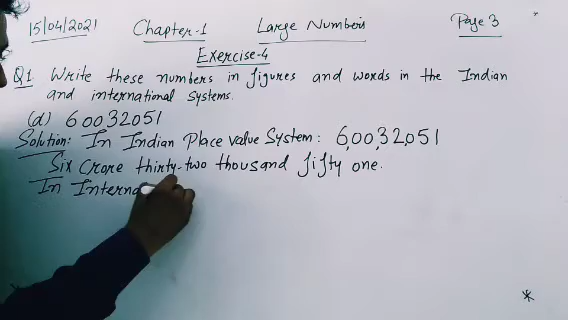 15/04/2021 Chapter-1 Large Numbers Page 3
Exercise-4
Q1. Write these numbers in figures and words in the Indian
and international systems.
(d) 60032051
Solution: In Indian Place value System: 6,00,32,051
Six Crore thirty-two thousand fifty one.
In Interna